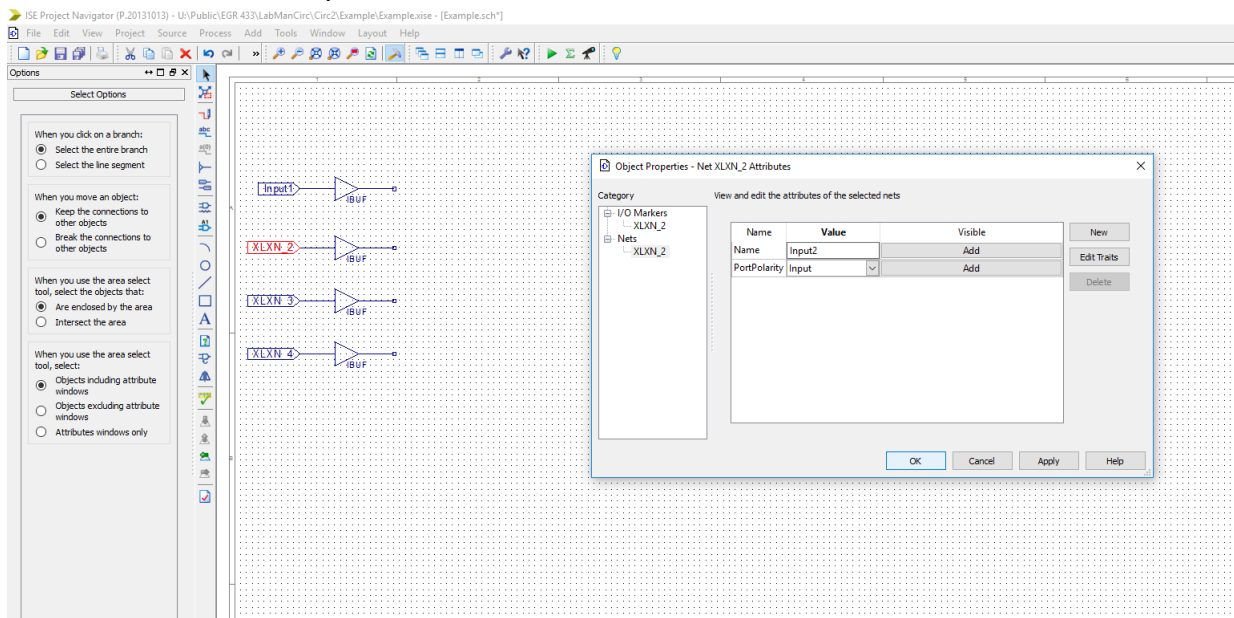 ISE Project Navigator (P.20131013) - U:\Public\EGR 433\LabManCirc\Circ2\Example\Example.xise - [Example.sch*]
File Edit View Project Source Process Add Tools Window Layout Help
Options
Select Options
When you click on a branch:
Select the entire branch
Select the line segment
When you move an object:
Keep the connections to
other objects
Break the connections to
other objects
When you use the area select
tool, select the objects that:
Are enclosed by the area
Intersect the area
When you use the area select
tool, select:
Objects including attribute
windows
Objects excluding attribute
windows
Attributes windows only
Input1
IBUF
XLXN_2
IBUF
XLXN_3
IBUF
XLXN_4
IBUF
Object Properties - Net XLXN_2 Attributes
Category
View and edit the attributes of the selected nets
I/O Markers
XLXN_2
Nets
XLXN_2
Name Value Visible
Name Input2 Add
PortPolarity Input Add
New
Edit Traits
Delete
OK Cancel Apply Help